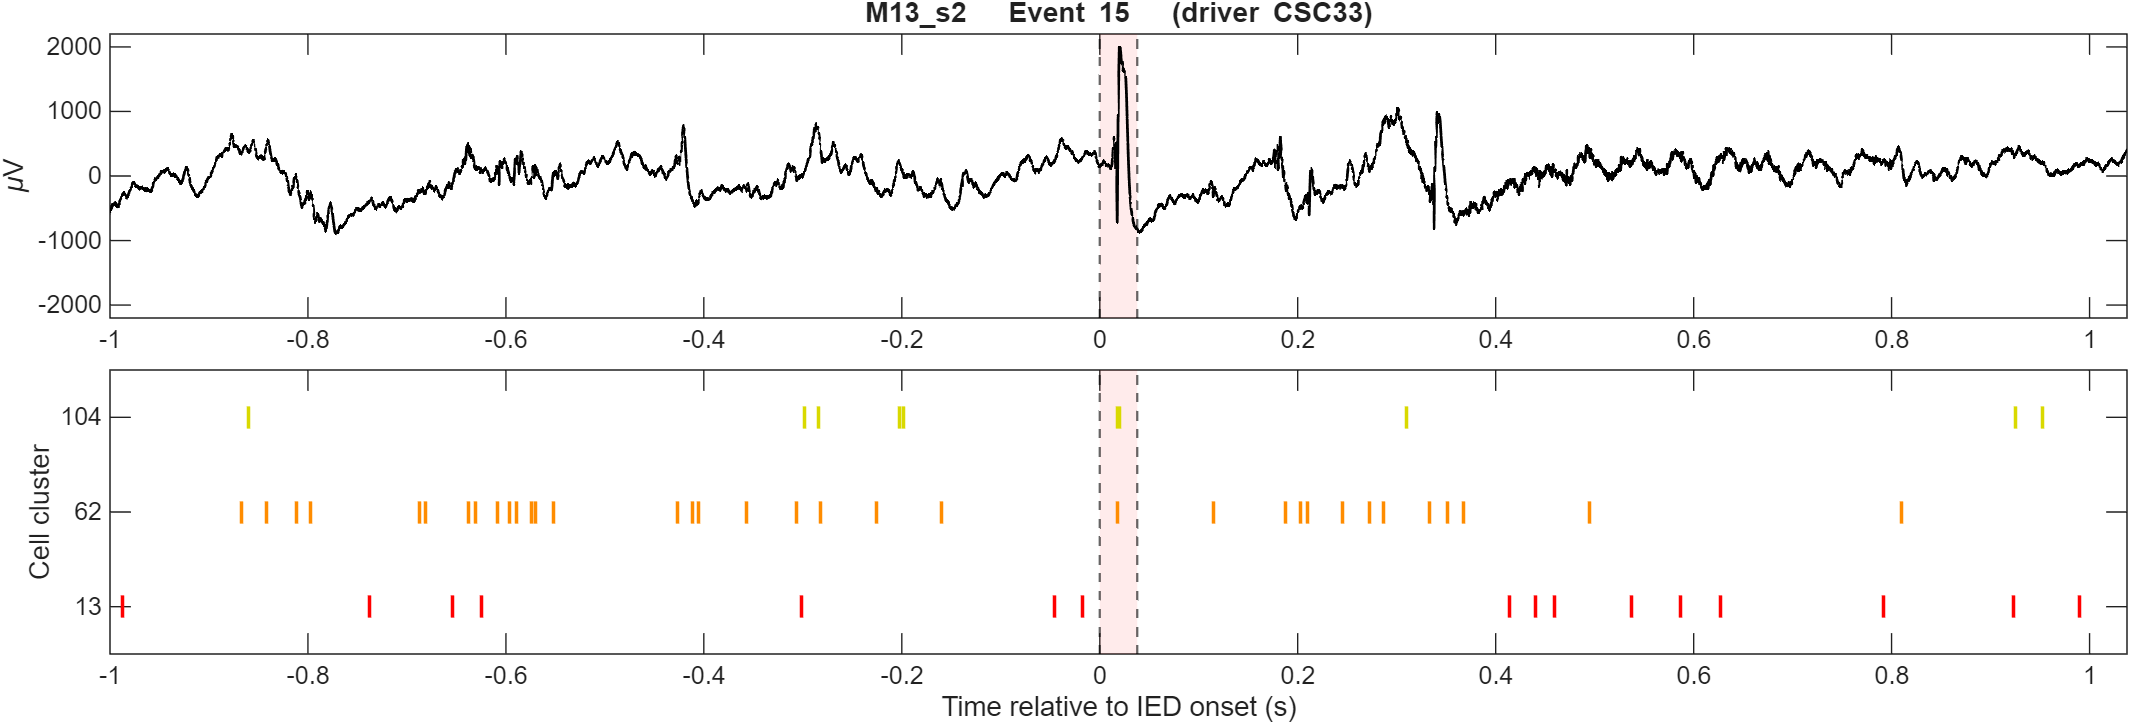 M13_s2 Event 15 (driver CSC33)
2000
1000
0
-1000
-2000
µV
-1 -0.8 -0.6 -0.4 -0.2 0 0.2 0.4 0.6 0.8 1
104
62
13
Cell cluster
-1 -0.8 -0.6 -0.4 -0.2 0 0.2 0.4 0.6 0.8 1
Time relative to IED onset (s)